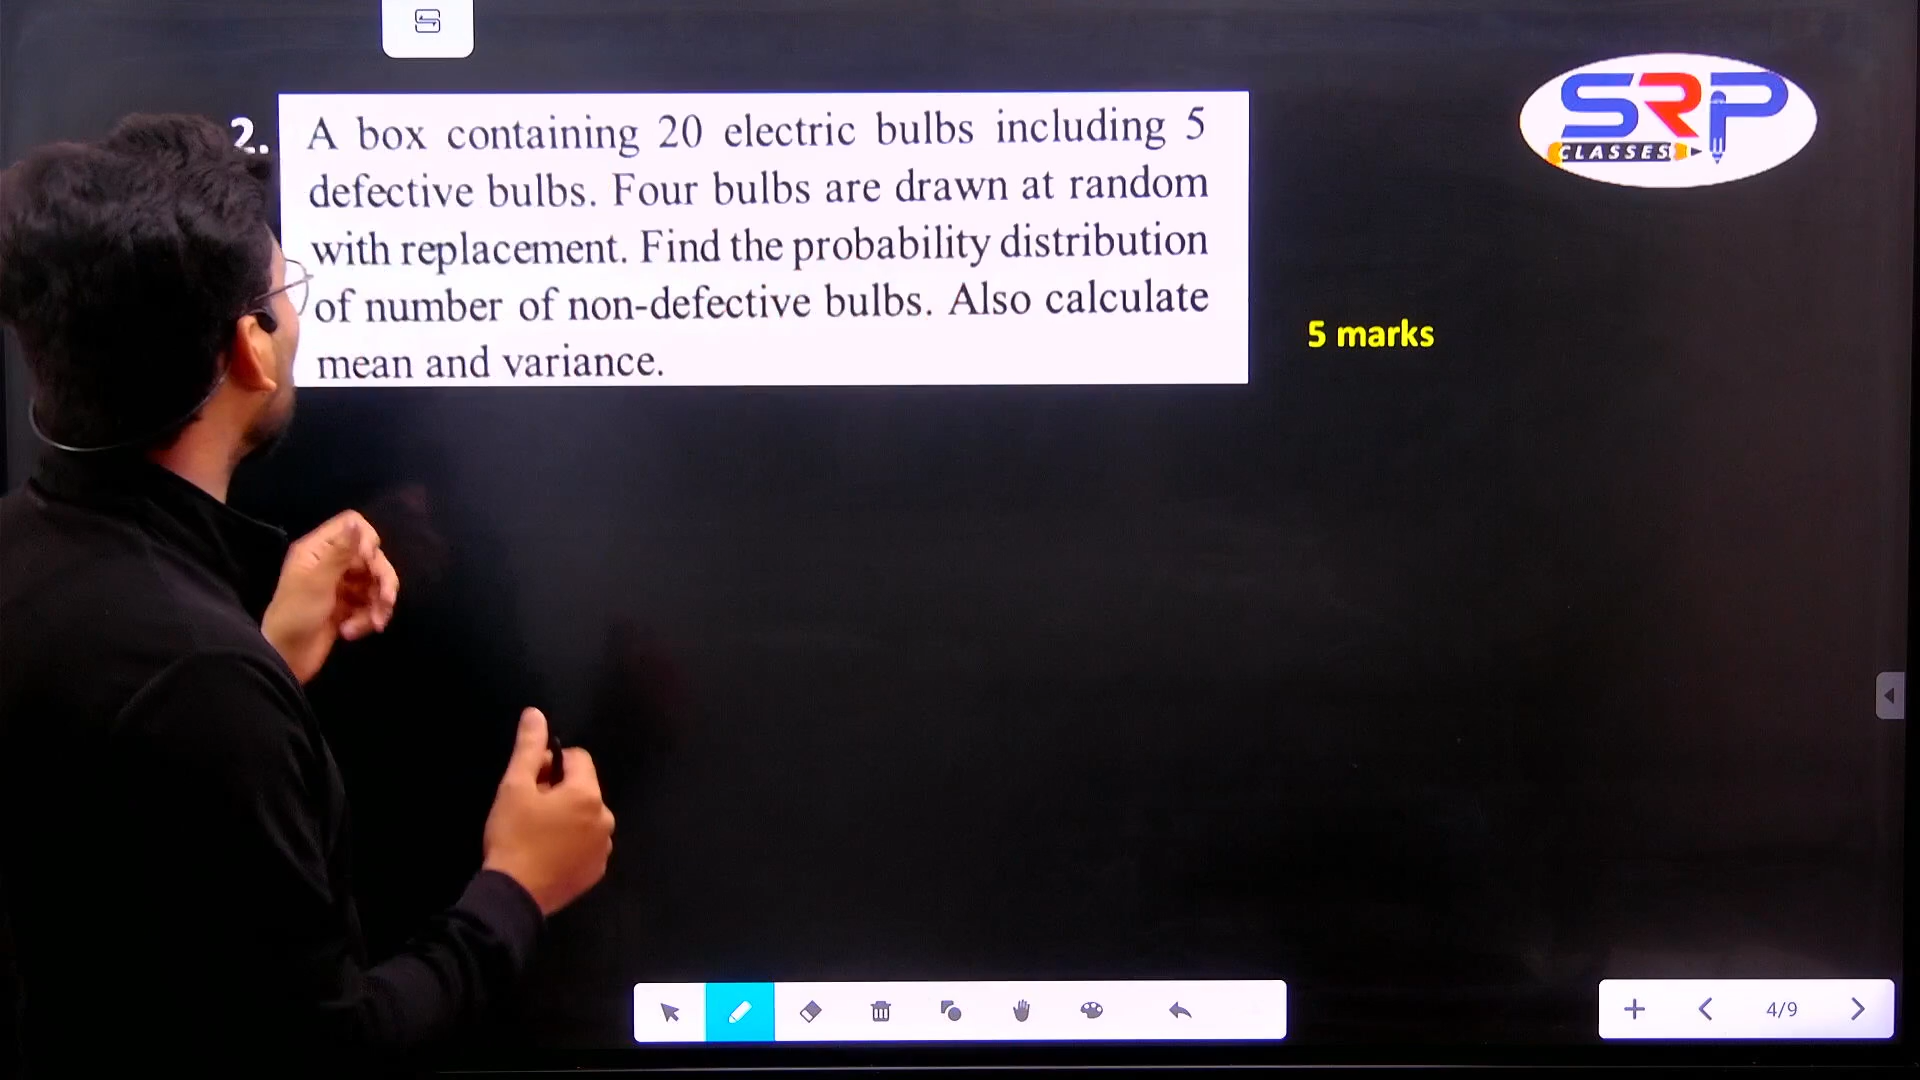 SRP
CLASSES
2.
A box containing 20 electric bulbs including 5
defective bulbs. Four bulbs are drawn at random
with replacement. Find the probability distribution
of number of non-defective bulbs. Also calculate
mean and variance.
5 marks
4/9